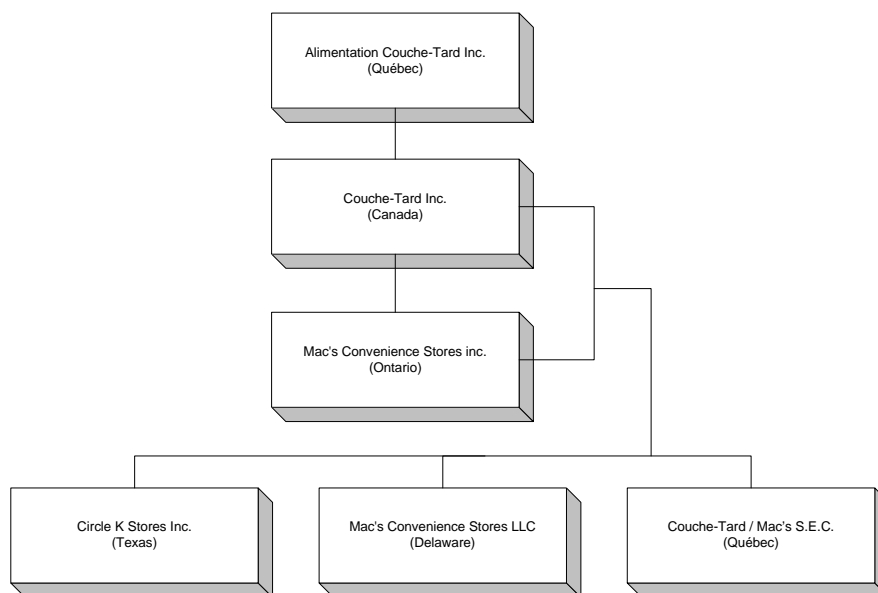 Alimentation Couche-Tard Inc.
(Québec)
Couche-Tard Inc.
(Canada)
Mac's Convenience Stores inc.
(Ontario)
Circle K Stores Inc.
(Texas)
Mac's Convenience Stores LLC
(Delaware)
Couche-Tard / Mac's S.E.C.
(Québec)